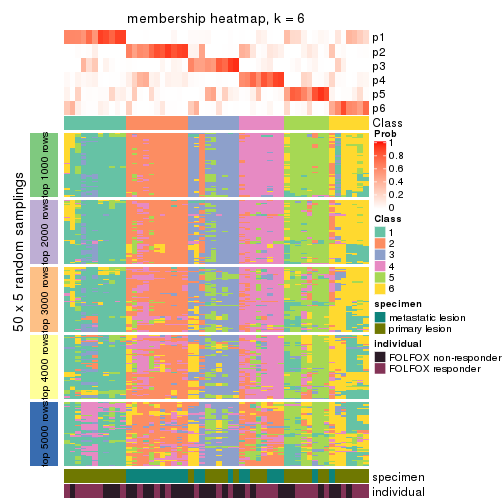 membership heatmap, k = 6
p1
p2
p3
p4
p5
p6
Class
50 x 5 random samplings
top 1000 rows
top 2000 rows
top 3000 rows
top 4000 rows
top 5000 rows
Prob
1
0.8
0.6
0.4
0.2
0
Class
1
2
3
4
5
6
specimen
metastatic lesion
primary lesion
individual
FOLFOX non-responder
FOLFOX responder
specimen
individual